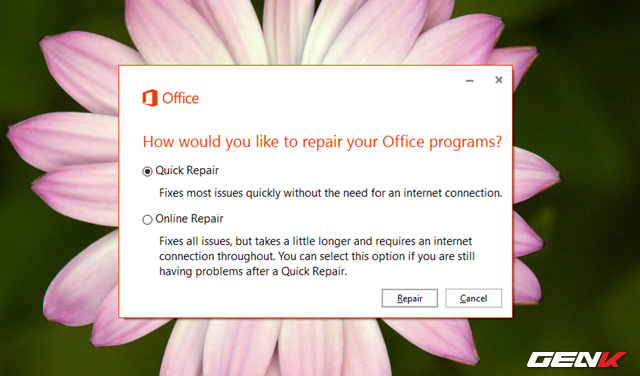 Office
How would you like to repair your Office programs?
Quick Repair
Fixes most issues quickly without the need for an internet connection.
Online Repair
Fixes all issues, but takes a little longer and requires an internet
connection throughout. You can select this option if you are still
having problems after a Quick Repair.
Repair Cancel
GENK